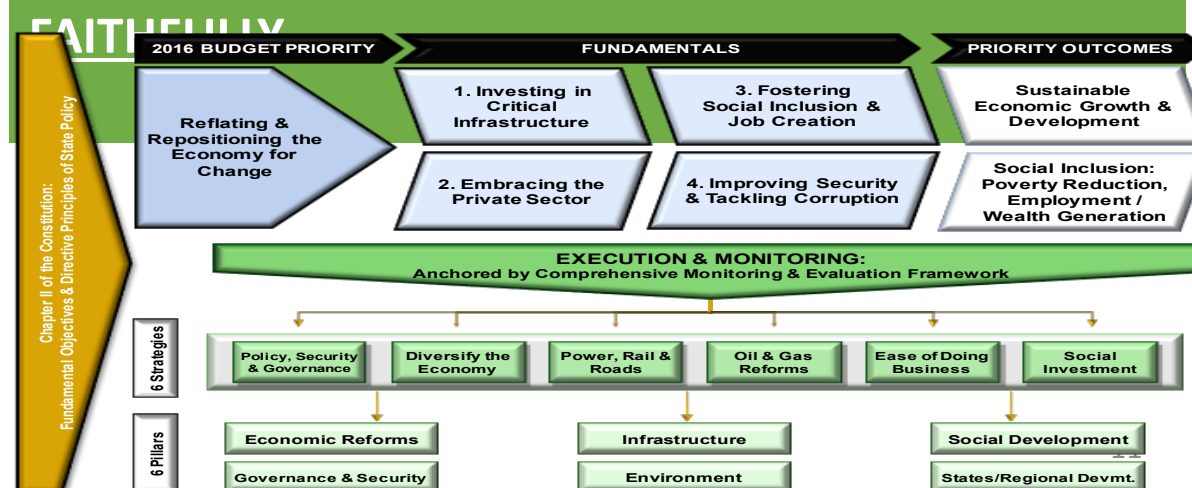 FAITHFULLY
2016 BUDGET PRIORITY
FUNDAMENTALS
PRIORITY OUTCOMES
Chapter II of the Constitution:
Fundamental Objectives & Directive Principles of State Policy
Reflating &
Repositioning the
Economy for
Change
1. Investing in
Critical
Infrastructure
3. Fostering
Social Inclusion &
Job Creation
Sustainable
Economic Growth &
Development
2. Embracing the
Private Sector
4. Improving Security
& Tackling Corruption
Social Inclusion:
Poverty Reduction,
Employment /
Wealth Generation
EXECUTION & MONITORING:
Anchored by Comprehensive Monitoring & Evaluation Framework
6 Strategies
Policy, Security
& Governance
Diversify the
Economy
Power, Rail &
Roads
Oil & Gas
Reforms
Ease of Doing
Business
Social
Investment
6 Pillars
Economic Reforms
Infrastructure
Social Development
Governance & Security
Environment
States/Regional Devmt.